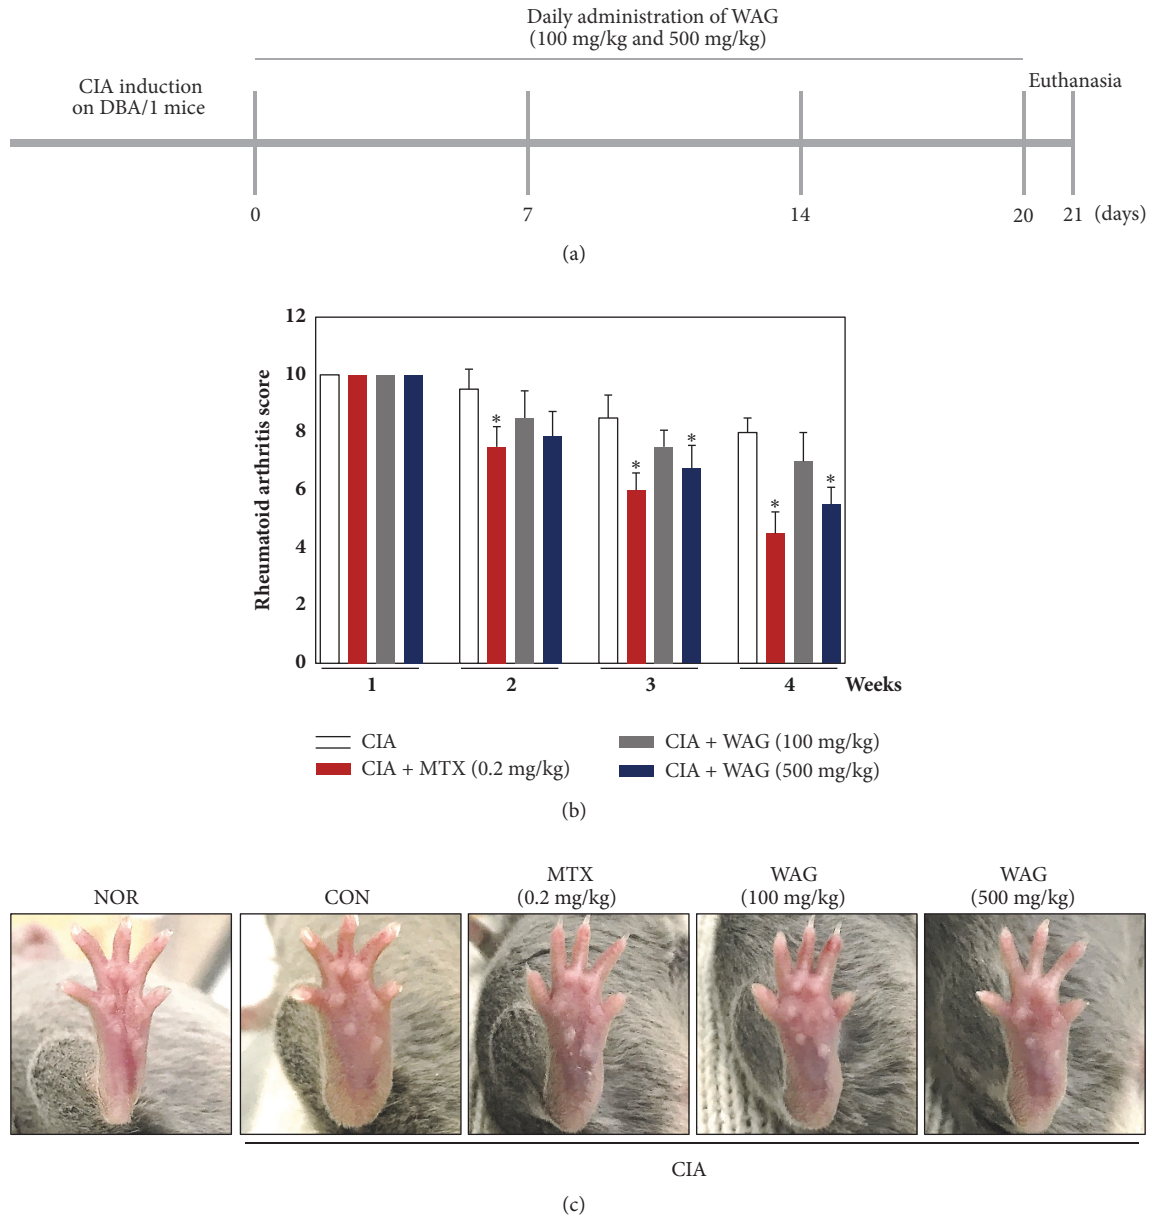 Daily administration of WAG
(100 mg/kg and 500 mg/kg)
CIA induction
on DBA/1 mice
Euthanasia
0 7 14 20 21 (days)
(a)
Rheumatoid arthritis score
12
10
8
6
4
2
0
* * * * *
1 2 3 4 Weeks
CIA
CIA + MTX (0.2 mg/kg)
CIA + WAG (100 mg/kg)
CIA + WAG (500 mg/kg)
(b)
NOR
CON
MTX
(0.2 mg/kg)
WAG
(100 mg/kg)
WAG
(500 mg/kg)
CIA
(c)